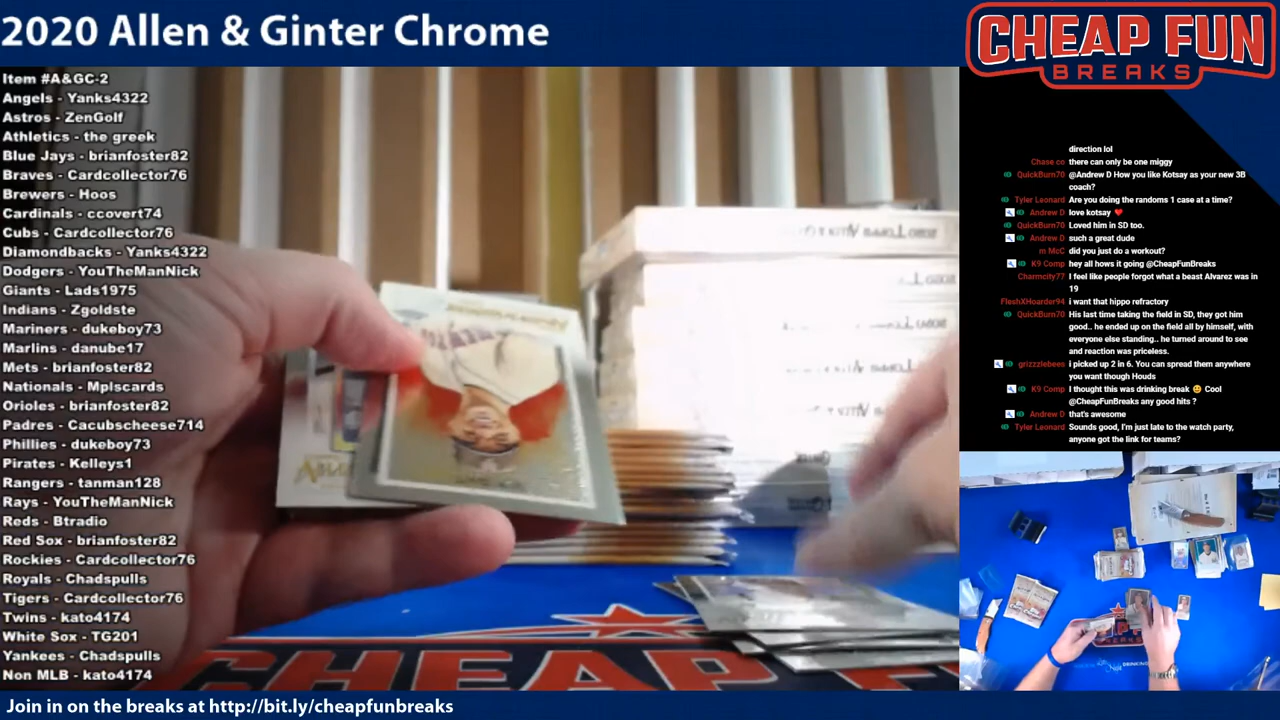 2020 Allen & Ginter Chrome
CHEAP FUN
BREAKS
Item #A&GC-2
Angels - Yanks4322
Astros - ZenGolf
Athletics - the greek
Blue Jays - brianfoster82
Braves - Cardcollector76
Brewers - Hoos
Cardinals - ccovert74
Cubs - Cardcollector76
Diamondbacks - Yanks4322
Dodgers - YouTheManNick
Giants - Lads1975
Indians - Zgoldste
Mariners - dukeboy73
Marlins - danube17
Mets - brianfoster82
Nationals - Mplscards
Orioles - brianfoster82
Padres - Cacubscheese714
Phillies - dukeboy73
Pirates - Kelleys1
Rangers - tanman128
Rays - YouTheManNick
Reds - Btradio
Red Sox - brianfoster82
Rockies - Cardcollector76
Royals - Chadspulls
Tigers - Cardcollector76
Twins - kato4174
White Sox - TG201
Yankees - Chadspulls
Non MLB - kato4174
direction lol
Chase co there can only be one miggy
QuickBurn70 @Andrew D How you like Kotsay as your new 3B
coach?
Tyler Leonard Are you doing the randoms 1 case at a time?
Andrew D love kotsay ❤️
QuickBurn70 Loved him in SD too.
Andrew D such a great dude
m McC did you just do a workout?
K9 Comp hey all hows it going @CheapFunBreaks
Charmcity77 I feel like people forgot what a beast Alvarez was in
19
FleshXHoarder94 i want that hippo refractory
QuickBurn70 His last time taking the field in SD, they got him
good.. he ended up on the field all by himself, with
everyone else standing.. he turned around to see
and reaction was priceless.
grizzzlebees i picked up 2 in 6. You can spread them anywhere
you want though Houds
K9 Comp I thought this was drinking break 🙂 Cool
@CheapFunBreaks any good hits ?
Andrew D that's awesome
Tyler Leonard Sounds good, I'm just late to the watch party,
anyone got the link for teams?
CHEAP F
Join in on the breaks at http://bit.ly/cheapfunbreaks